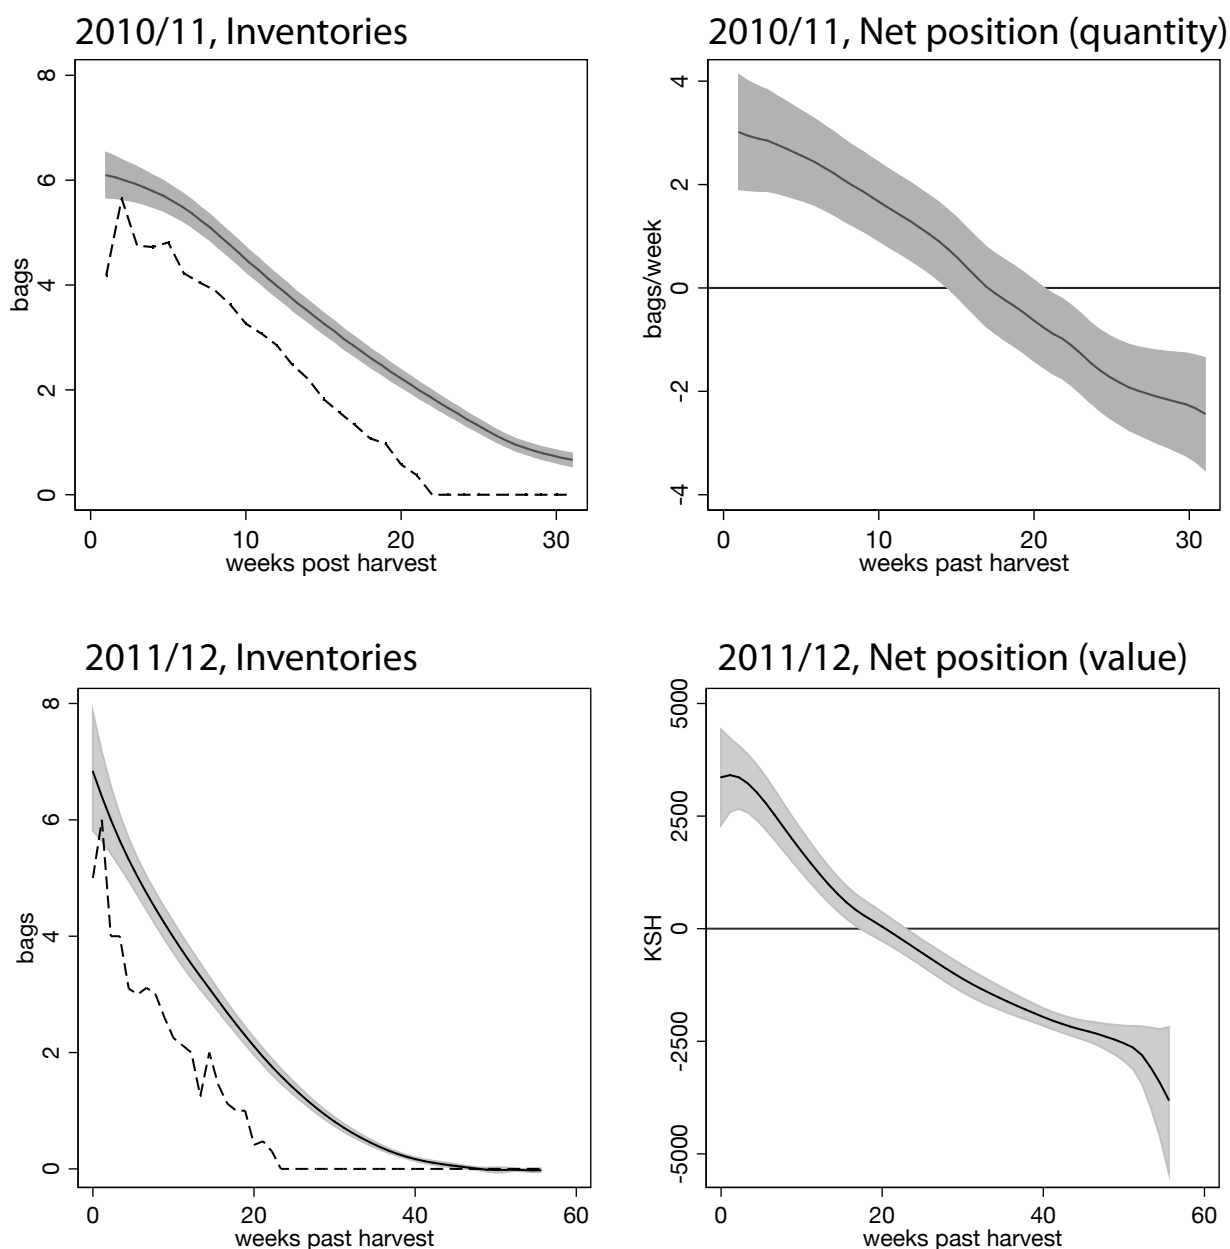 2010/11, Inventories
8
6
4
2
0
bags
0 10 20 30
weeks post harvest
2010/11, Net position (quantity)
4
2
0
-2
-4
bags/week
0 10 20 30
weeks past harvest
2011/12, Inventories
8
6
4
2
0
bags
0 20 40 60
weeks past harvest
2011/12, Net position (value)
5000
2500
0
-2500
-5000
KSH
0 20 40 60
weeks past harvest